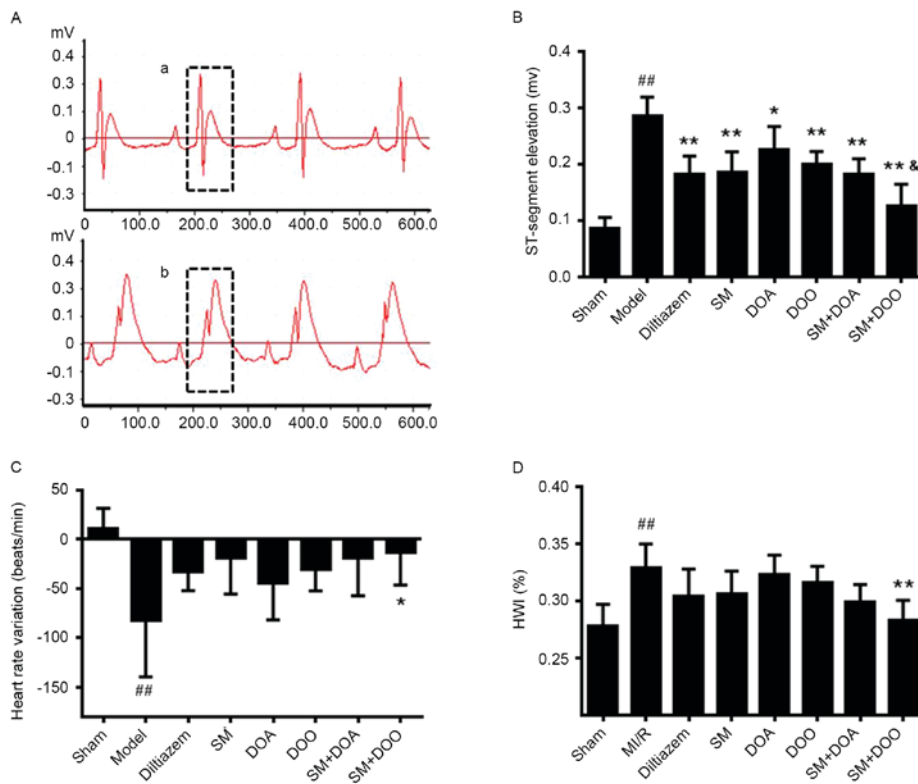 A
mV
0.4
0.3
0.1
0
-0.1
-0.3
a
0 100.0 200.0 300.0 400.0 500.0 600.0
mV
0.4
0.3
0.1
0
-0.1
-0.3
b
0 100.0 200.0 300.0 400.0 500.0 600.0
B
ST-segment elevation (mv)
0.4
0.3
0.2
0.1
0.0
##
**
**
*
**
**
** &
Sham
Model
Diltiazem
SM
DOA
DOO
SM+DOA
SM+DOO
C
Heart rate variation (beats/min)
50
0
-50
-100
-150
##
*
Sham
Model
Diltiazem
SM
DOA
DOO
SM+DOA
SM+DOO
D
HWI (%)
0.40
0.35
0.30
0.25
##
**
Sham
MI/R
Diltiazem
SM
DOA
DOO
SM+DOA
SM+DOO